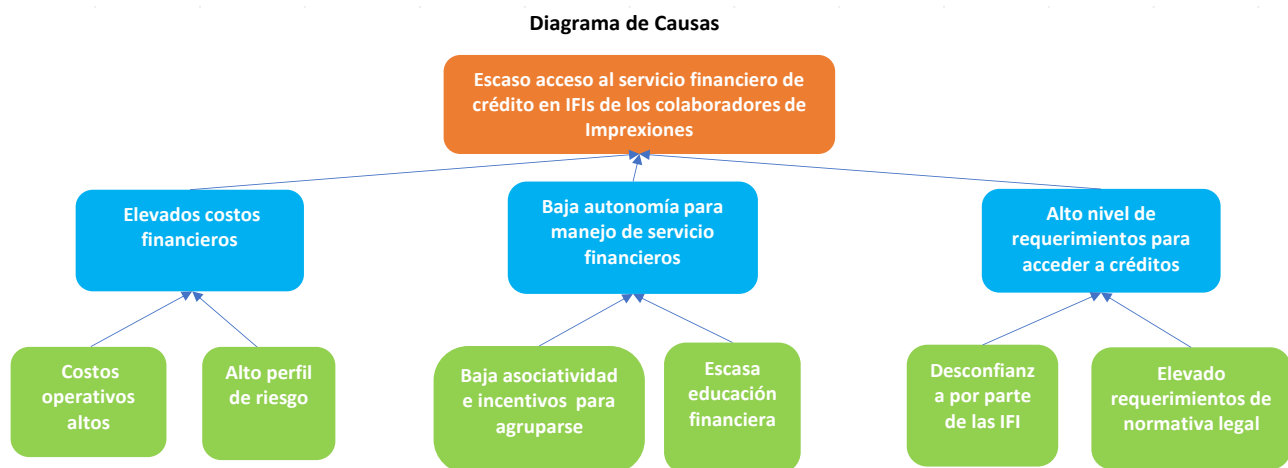 Diagrama de Causas
Escaso acceso al servicio financiero de
crédito en IFIs de los colaboradores de
Imprexiones
Elevados costos
financieros
Baja autonomía para
manejo de servicio
financieros
Alto nivel de
requerimientos para
acceder a créditos
Costos
operativos
altos
Alto perfil
de riesgo
Baja asociatividad
e incentivos para
agruparse
Escasa
educación
financiera
Desconfianz
a por parte
de las IFI
Elevado
requerimientos de
normativa legal